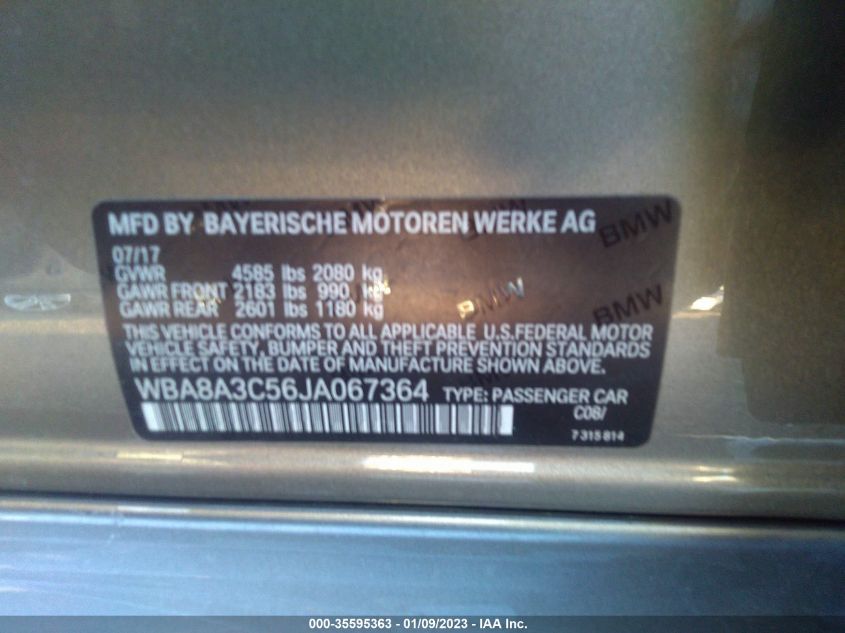 MFD BY BAYERISCHE MOTOREN WERKE AG
07/17
GVWR 4585 lbs 2080 kg
GAWR FRONT 2183 lbs 990 kg
GAWR REAR 2601 lbs 1180 kg
THIS VEHICLE CONFORMS TO ALL APPLICABLE U.S.FEDERAL MOTOR
VEHICLE SAFETY, BUMPER AND THEFT PREVENTION STANDARDS
IN EFFECT ON THE DATE OF MANUFACTURE SHOWN ABOVE.
WBA8A3C56JA067364 TYPE: PASSENGER CAR
C08/
7 315 814
BMW
BMW
BMW
000-35595363 - 01/09/2023 - IAA Inc.